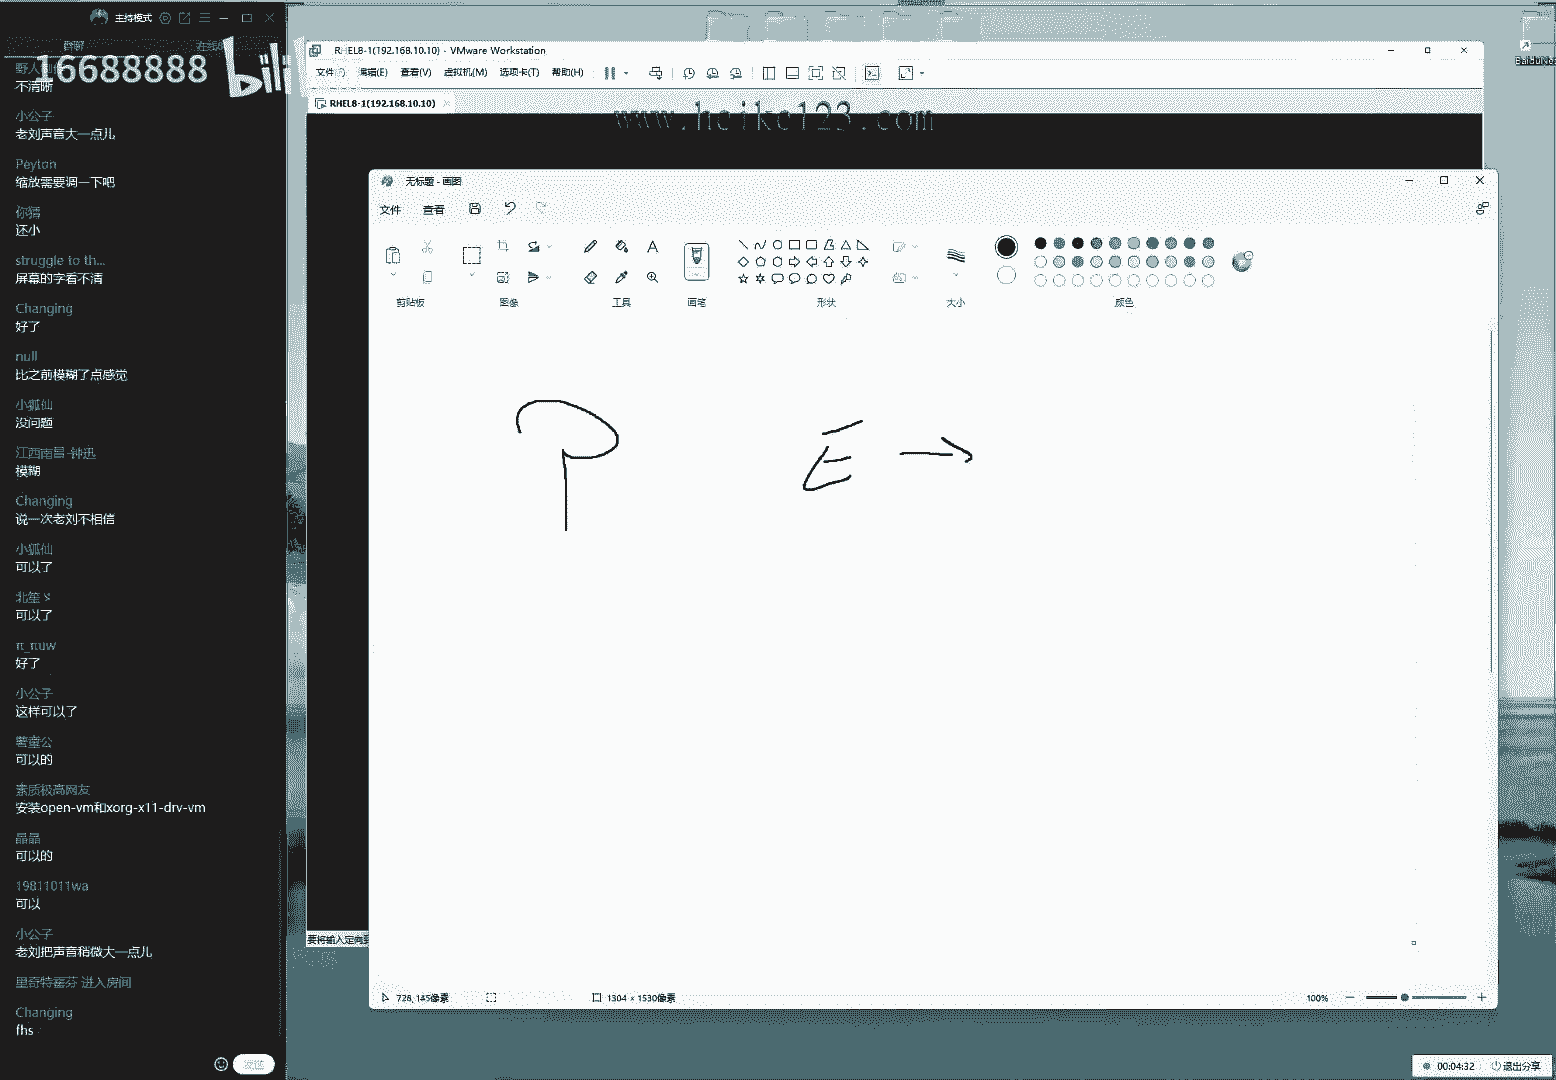 主持模式
16688888 bili
不清晰
小公子
老刘声音大一点儿
Peyton
缩放需要调一下吧
你猜
还小
struggle to th...
屏幕的字看不清
Changing
好了
null
比之前模糊了点感觉
小狐仙
没问题
江西南昌-钟迅
模糊
Changing
说一次老刘不相信
小狐仙
可以了
可以了
好了
小公子
这样可以了
可以的
素质极高网友
安装open-vm和xorg-x11-drv-vm
晶晶
可以的
19811011wa
可以
小公子
老刘把声音稍微大一点儿
里奇特霍芬 进入房间
Changing
fhs
发送
RHEL8-1(192.168.10.10) - VMware Workstation
文件(F) 编辑(E) 查看(V) 虚拟机(M) 选项卡(T) 帮助(H)
RHEL8-1(192.168.10.10)
www.heike123.com
无标题 - 画图
文件 查看
剪贴板 图像 工具 画笔 形状 大小 颜色
P E →
要将输入定向到
728, 145像素 1304 × 1530像素 100%
00:04:32 退出分享